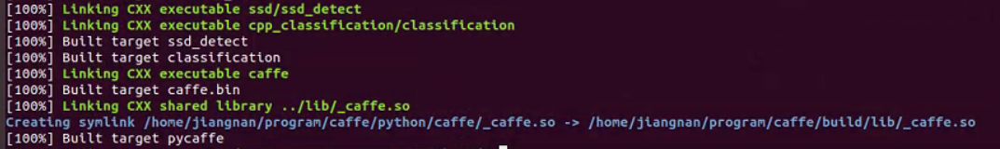 [100%] Linking CXX executable ssd/ssd_detect
[100%] Linking CXX executable cpp_classification/classification
[100%] Built target ssd_detect
[100%] Built target classification
[100%] Linking CXX executable caffe
[100%] Built target caffe.bin
[100%] Linking CXX shared library ../lib/_caffe.so
Creating symlink /home/jiangnan/program/caffe/python/caffe/_caffe.so -> /home/jiangnan/program/caffe/build/lib/_caffe.so
[100%] Built target pycaffe